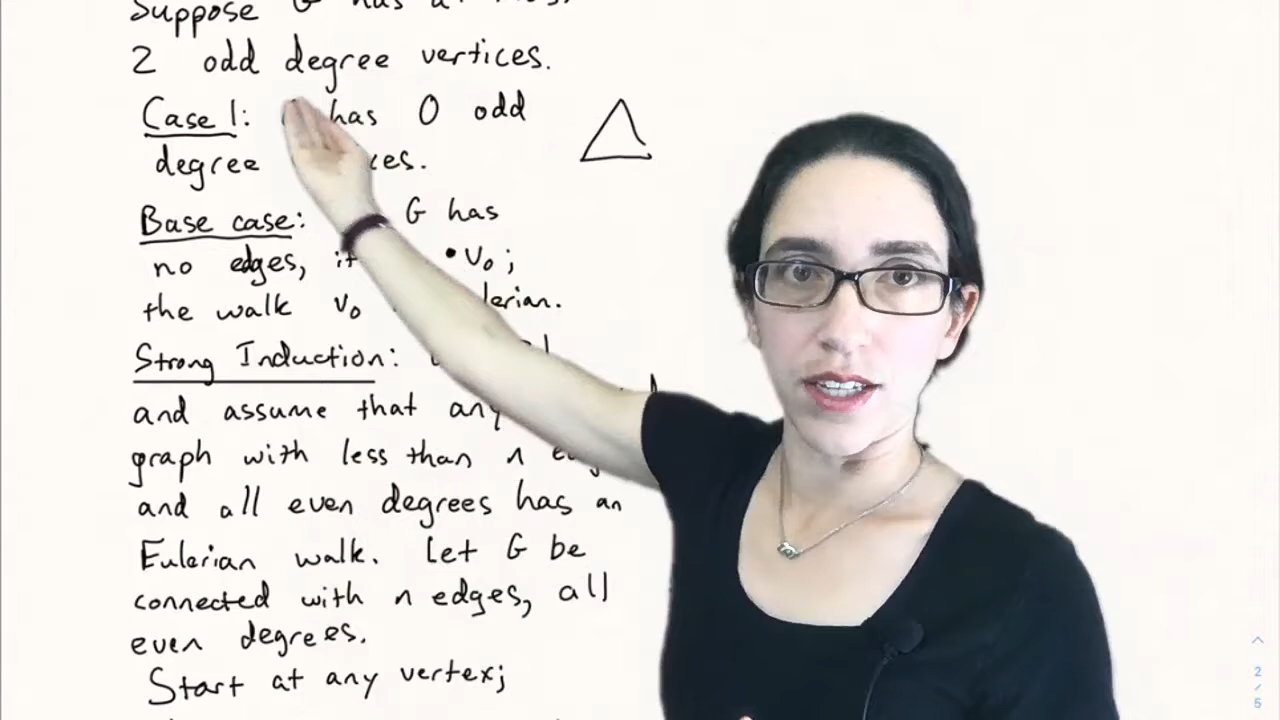 Suppose G has at most
2 odd degree vertices.
Case 1: has 0 odd
degree
Base case: G has
no edges, v₀;
the walk v₀
Strong Induction:
and assume that any
graph with less than n
and all even degrees has an
Eulerian walk. Let G be
connected with n edges, all
even degrees.
Start at any vertex;
2
/
5